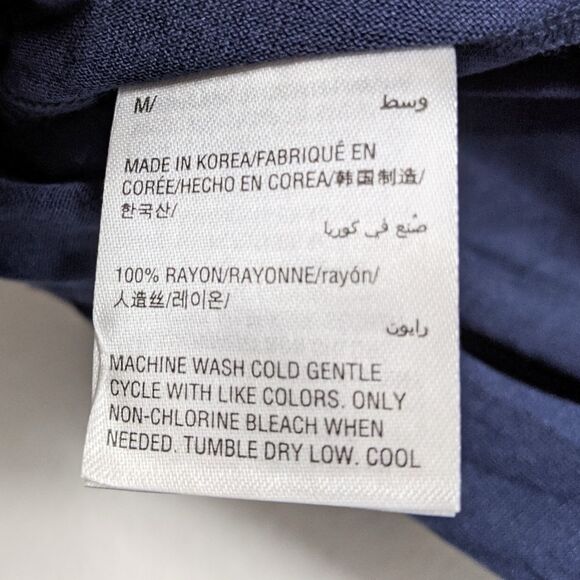 M/ وسط
MADE IN KOREA/FABRIQUÉ EN
CORÉE/HECHO EN COREA/韩国制造/
한국산/
صُنع في كوريا
100% RAYON/RAYONNE/rayón/
人造丝/레이온/
رايون
MACHINE WASH COLD GENTLE
CYCLE WITH LIKE COLORS. ONLY
NON-CHLORINE BLEACH WHEN
NEEDED. TUMBLE DRY LOW. COOL